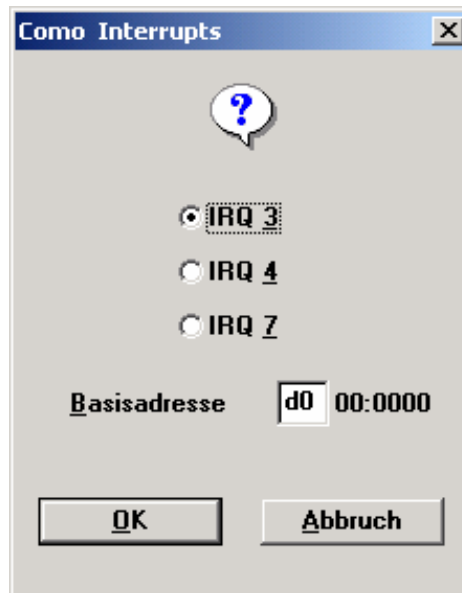 Como Interrupts
?
IRQ 3
IRQ 4
IRQ 7
Basisadresse d0 00:0000
OK Abbruch